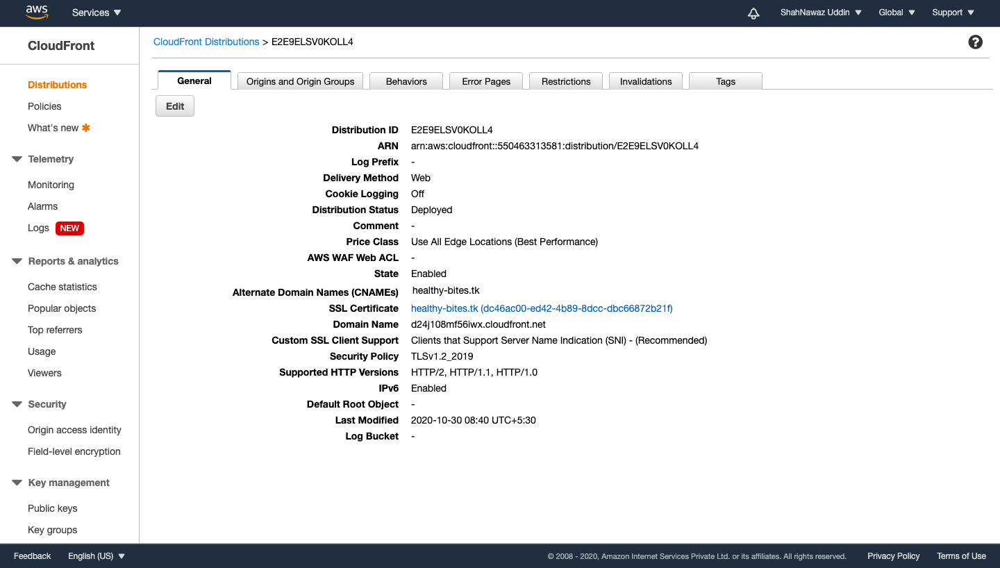 aws Services ShahNawaz Uddin Global Support
CloudFront
CloudFront Distributions > E2E9ELSV0KOLL4
Distributions
Policies
What's new
Telemetry
Monitoring
Alarms
Logs NEW
Reports & analytics
Cache statistics
Popular objects
Top referrers
Usage
Viewers
Security
Origin access identity
Field-level encryption
Key management
Public keys
Key groups
General Origins and Origin Groups Behaviors Error Pages Restrictions Invalidations Tags
Edit
Distribution ID E2E9ELSV0KOLL4
ARN arn:aws:cloudfront::550463313581:distribution/E2E9ELSV0KOLL4
Log Prefix -
Delivery Method Web
Cookie Logging Off
Distribution Status Deployed
Comment -
Price Class Use All Edge Locations (Best Performance)
AWS WAF Web ACL -
State Enabled
Alternate Domain Names (CNAMEs) healthy-bites.tk
SSL Certificate healthy-bites.tk (dc46ac00-ed42-4b89-8dcc-dbc66872b21f)
Domain Name d24j108mf56iwx.cloudfront.net
Custom SSL Client Support Clients that Support Server Name Indication (SNI) - (Recommended)
Security Policy TLSv1.2_2019
Supported HTTP Versions HTTP/2, HTTP/1.1, HTTP/1.0
IPv6 Enabled
Default Root Object -
Last Modified 2020-10-30 08:40 UTC+5:30
Log Bucket -
Feedback English (US) © 2008 - 2020, Amazon Internet Services Private Ltd. or its affiliates. All rights reserved. Privacy Policy Terms of Use